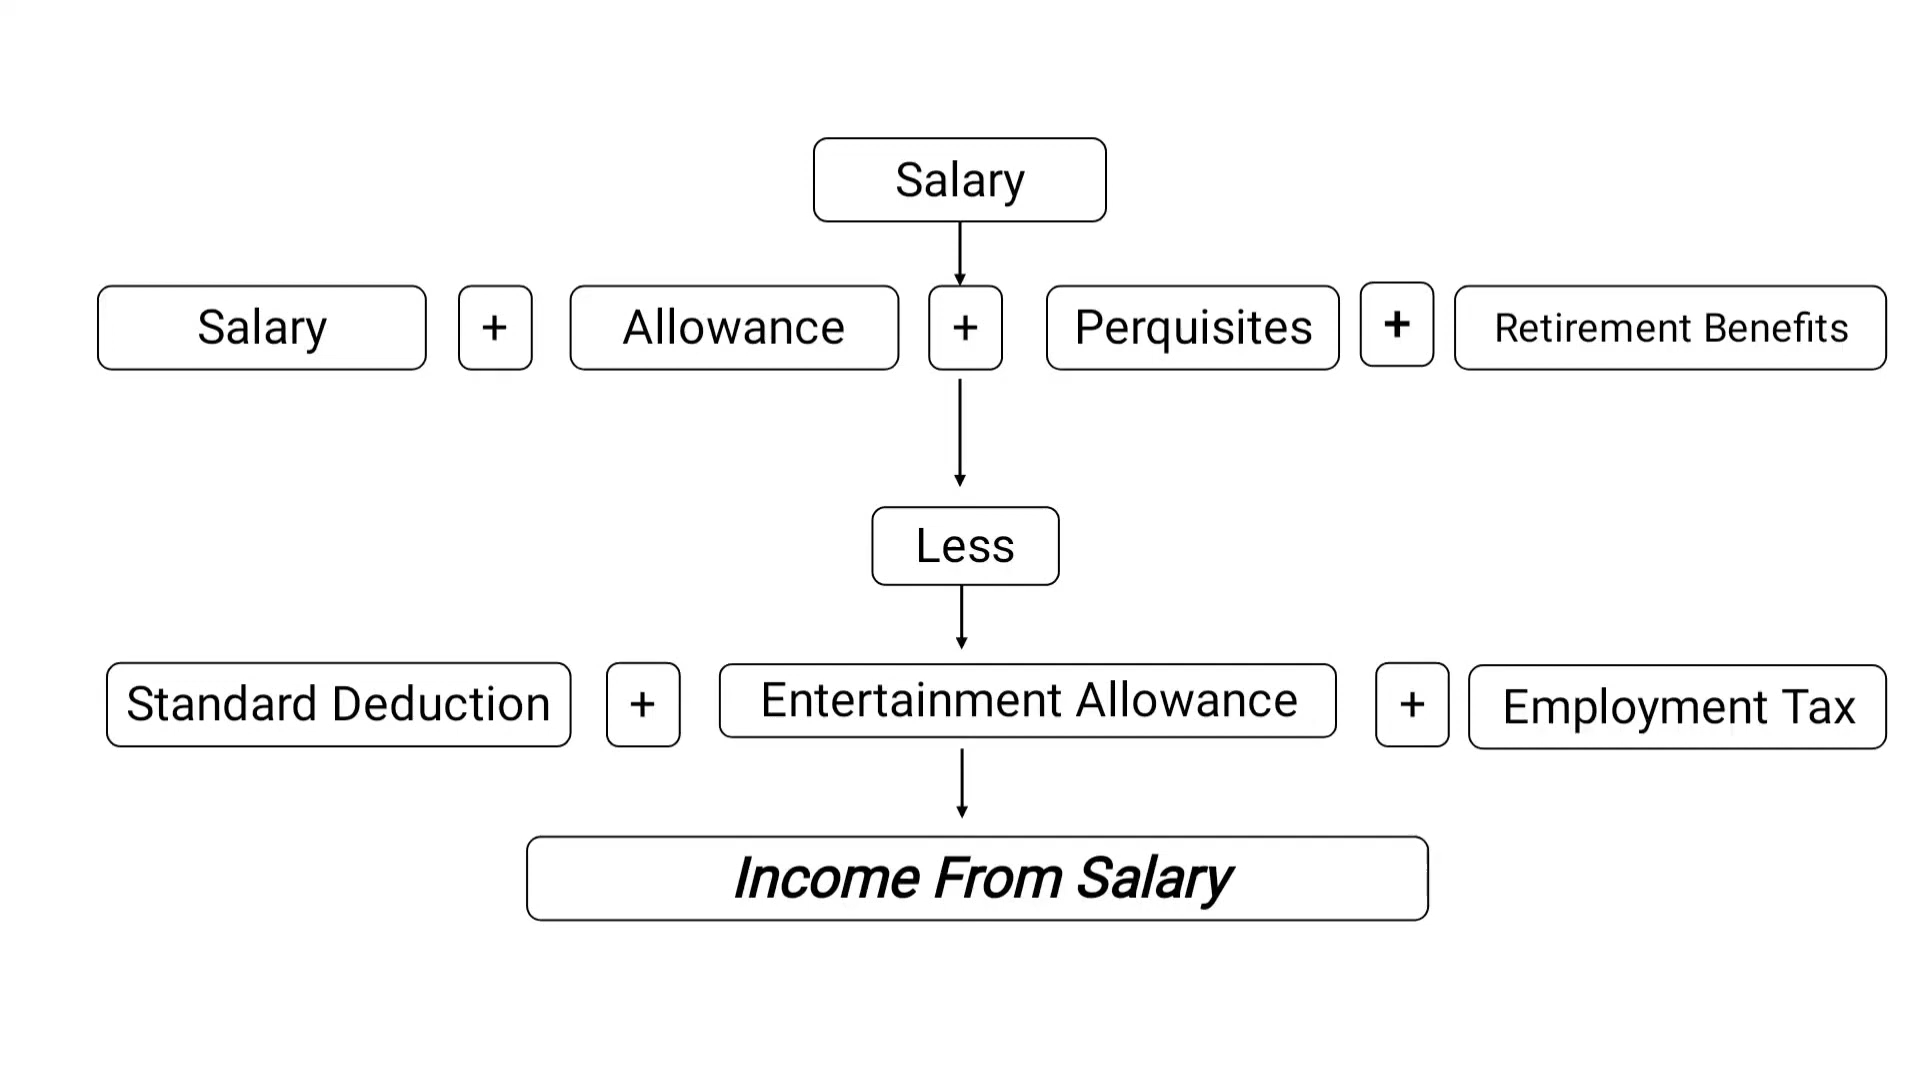 Salary
Salary + Allowance + Perquisites + Retirement Benefits
Less
Standard Deduction + Entertainment Allowance + Employment Tax
Income From Salary